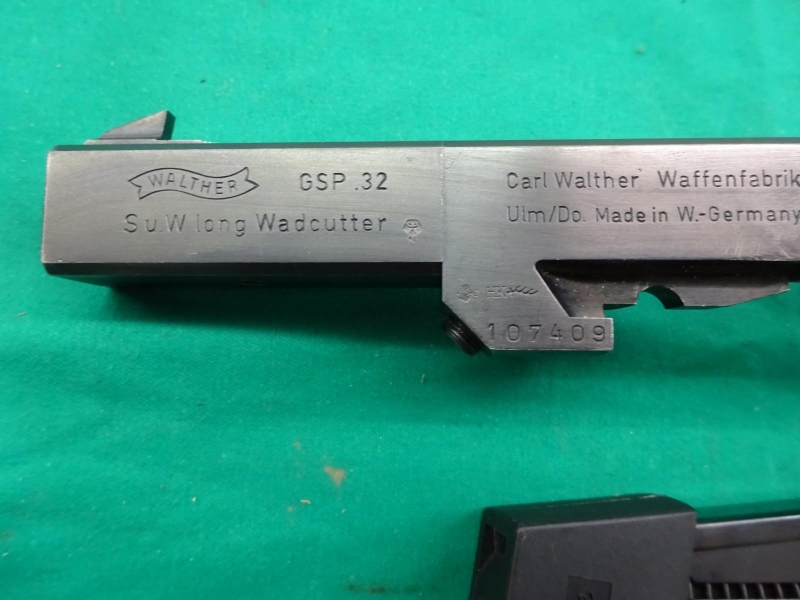 WALTHER
GSP .32
S u. W long Wadcutter
Carl Walther Waffenfabrik
Ulm/Do. Made in W.-Germany
107409